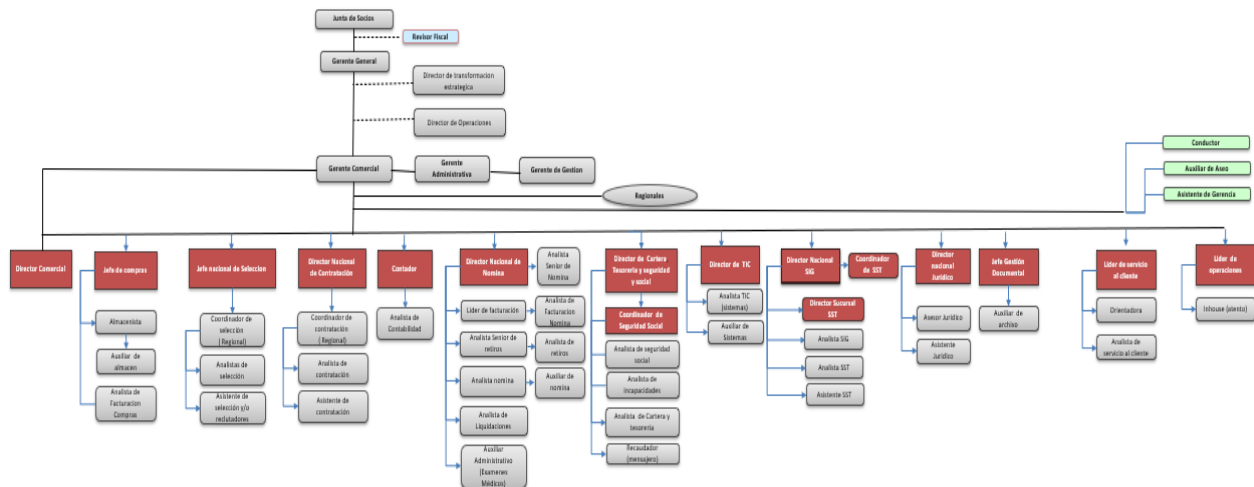 Junta de Socios
Revisor Fiscal
Gerente General
Director de transformacion
estrategica
Director de Operaciones
Gerente Comercial
Gerente
Administrativa
Gerente de Gestion
Conductor
Auxiliar de Aseo
Asistente de Gerencia
Regionales
Director Comercial
Jefe de compras
Almacenista
Auxiliar de
almacen
Analista de
Facturacion
Compras
Jefe nacional de Seleccion
Coordinador de
selección
( Regional)
Analistas de
selección
Asistente de
selección y/o
reclutadores
Director Nacional
de Contratación
Coordinador de
contratación
( Regional)
Analista de
contratación
Asistente de
contratación
Contador
Analista de
Contabilidad
Director Nacional de
Nomina
Analista
Senior de
Nomina
Lider de facturación
Analista de
Facturacion
Nomina
Analista Senior de
retiros
Analista de
retiros
Analista nomina
Auxiliar de
nomina
Analista de
Liquidaciones
Auxiliar
Administrativo
(Examenes
Médicos)
Director de Cartera
Tesoreria y seguridad
y social
Coordinador de
Seguridad Social
Analista de seguridad
social
Analista de
incapacidades
Analista de Cartera y
tesorería
Recaudador
(mensajero)
Director de TIC
Analista TIC
(sistemas)
Auxiliar de
Sistemas
Director Nacional
SIG
Coordinador
de SST
Director Sucursal
SST
Analista SIG
Analista SST
Asistente SST
Director
nacional
Jurídico
Asesor Jurídico
Asistente
Jurídico
Jefe Gestión
Documental
Auxiliar de
archivo
Lider de servicio
al cliente
Orientadora
Analista de
servicio al cliente
Lider de
operaciones
Inhouse (atento)